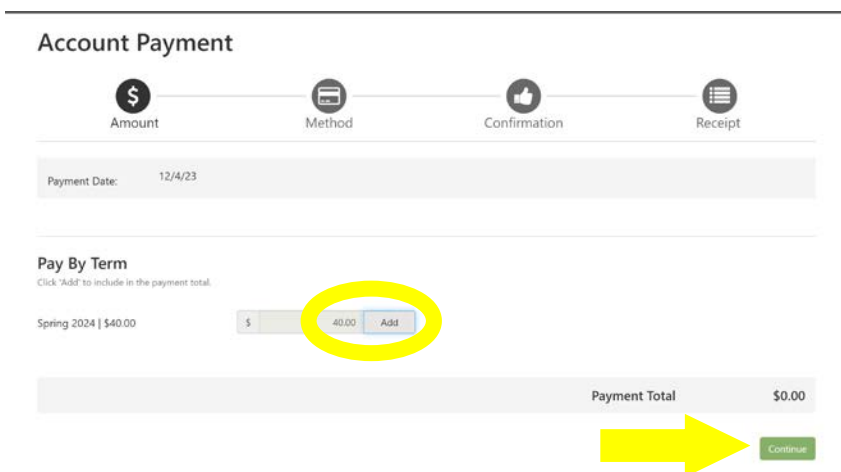 Account Payment
$
Amount Method Confirmation Receipt
Payment Date: 12/4/23
Pay By Term
Click 'Add' to include in the payment total.
Spring 2024 | $40.00 $ 40.00 Add
Payment Total $0.00
Continue